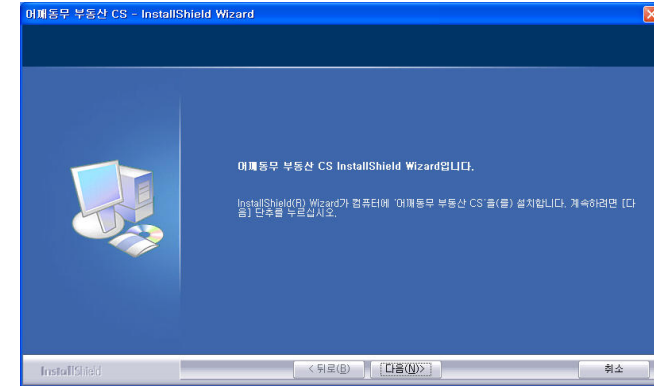 어깨동무 부동산 CS - InstallShield Wizard
어깨동무 부동산 CS InstallShield Wizard입니다.
InstallShield(R) Wizard가 컴퓨터에 '어깨동무 부동산 CS'을(를) 설치합니다. 계속하려면 [다
음] 단추를 누르십시오.
InstallShield
< 뒤로(B)
다음(N)>
취소